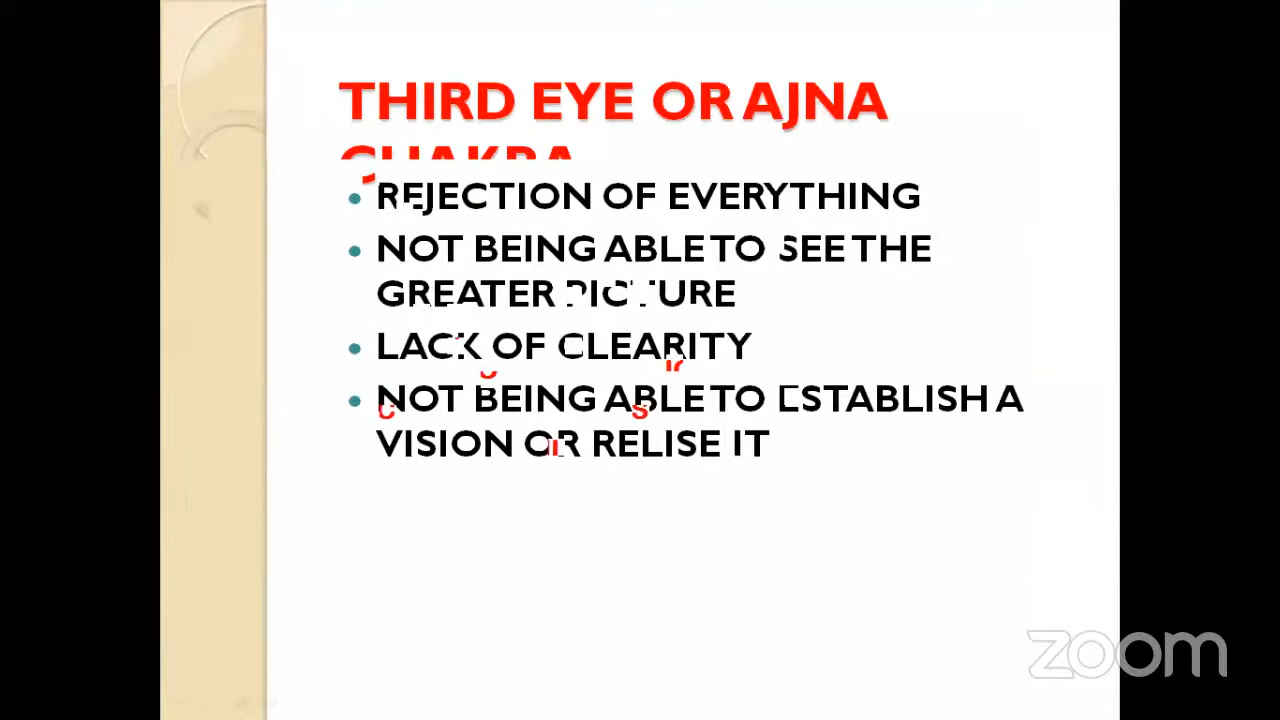 THIRD EYE OR AJNA
CHAKRA
• REJECTION OF EVERYTHING
• NOT BEING ABLE TO SEE THE
GREATER PICTURE
• LACK OF CLEARITY
• NOT BEING ABLE TO ESTABLISH A
VISION OR RELISE IT
zoom